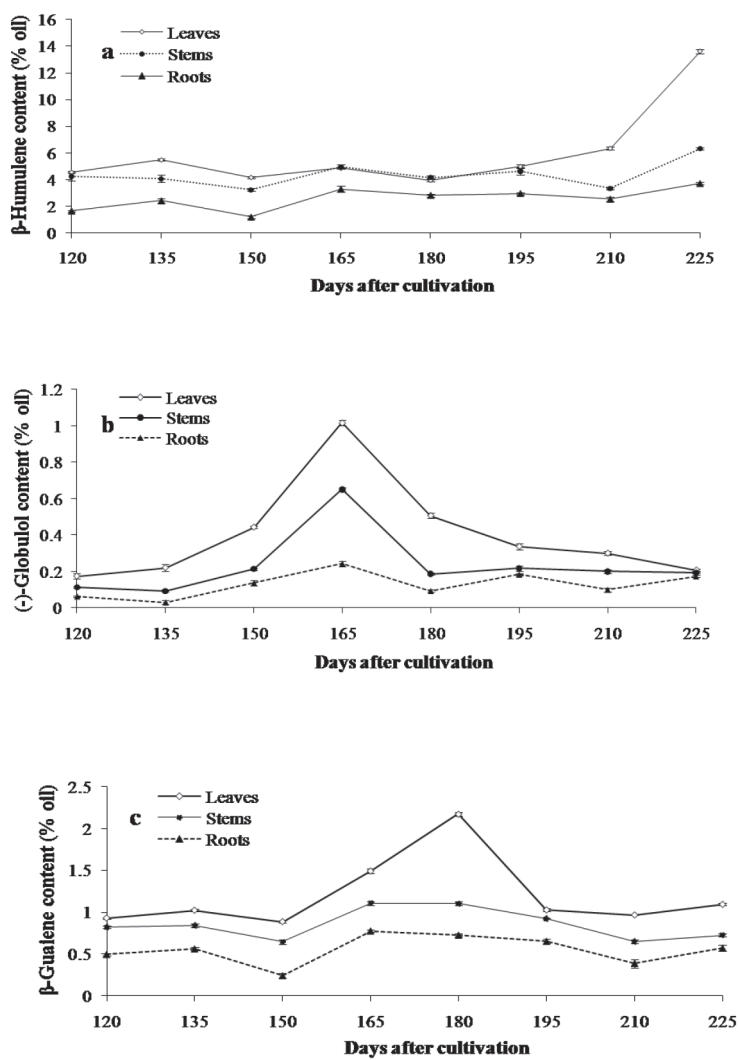 β-Humulene content (% oil)
16
14
12
10
8
6
4
2
0
a
Leaves
Stems
Roots
120 135 150 165 180 195 210 225
Days after cultivation
(-)-Globulol content (% oil)
1.2
1
0.8
0.6
0.4
0.2
0
b
Leaves
Stems
Roots
120 135 150 165 180 195 210 225
Days after cultivation
β-Gualene content (% oil)
2.5
2
1.5
1
0.5
0
c
Leaves
Stems
Roots
120 135 150 165 180 195 210 225
Days after cultivation